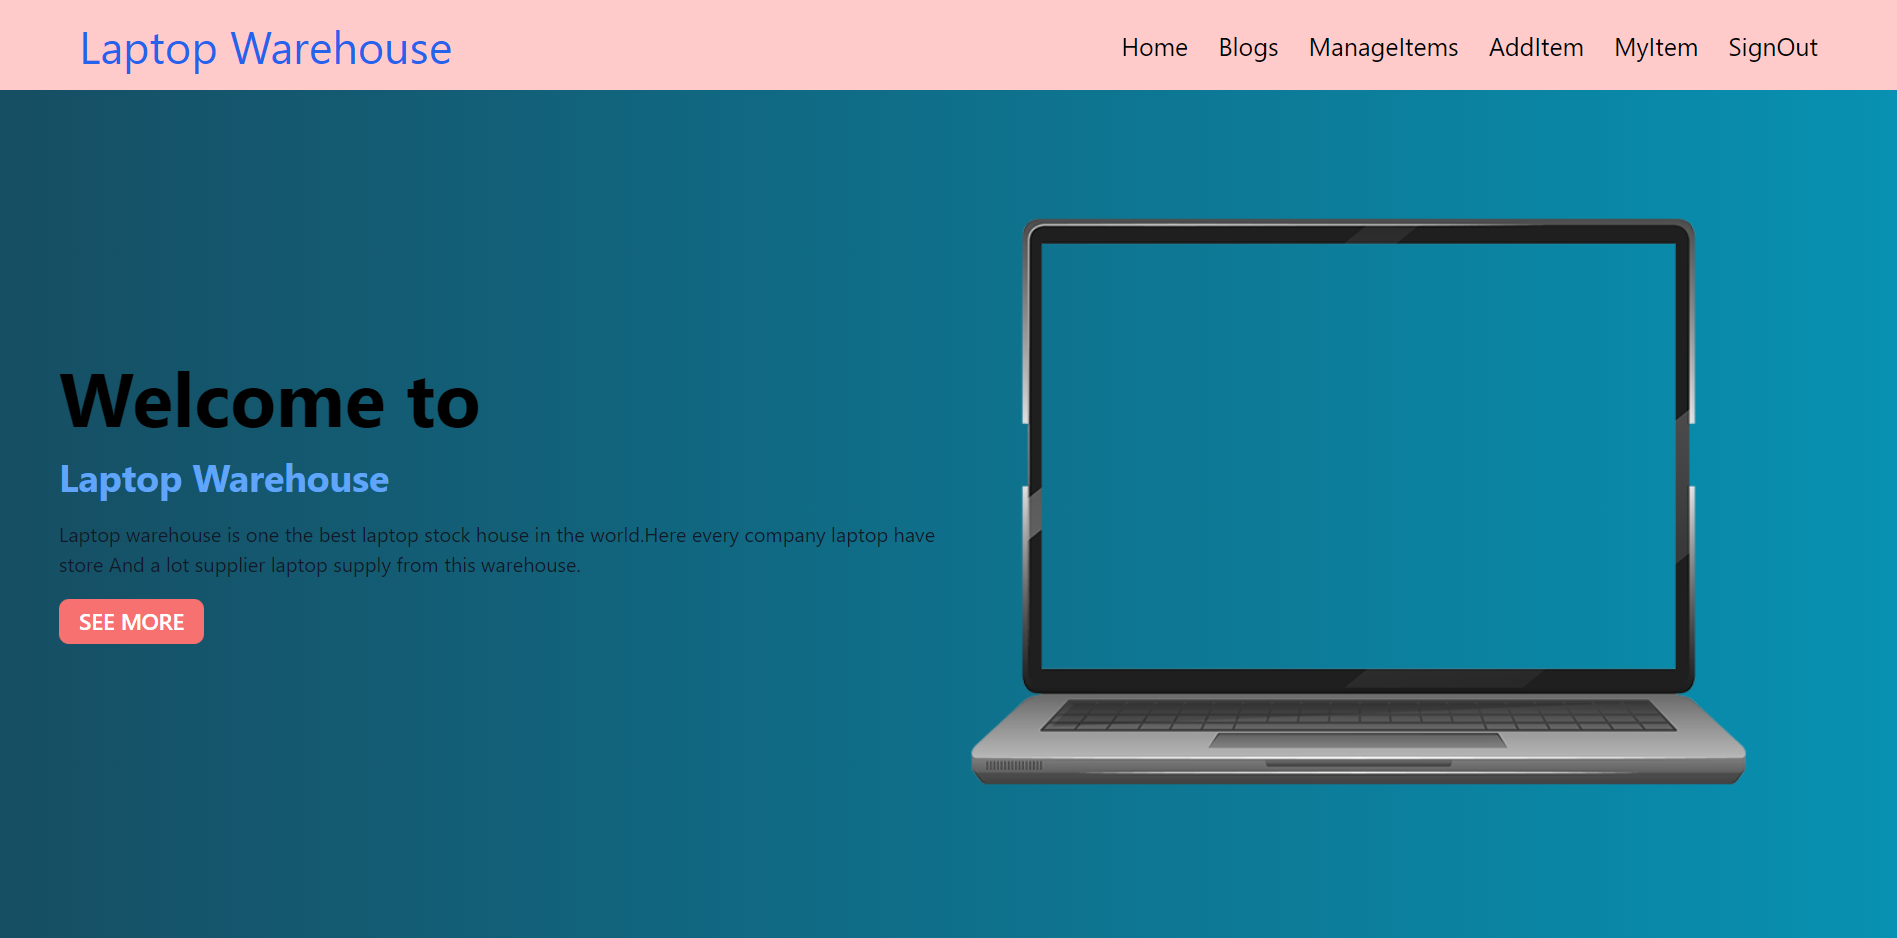 Laptop Warehouse
Home Blogs ManageItems AddItem MyItem SignOut
Welcome to
Laptop Warehouse
Laptop warehouse is one the best laptop stock house in the world.Here every company laptop have
store And a lot supplier laptop supply from this warehouse.
SEE MORE